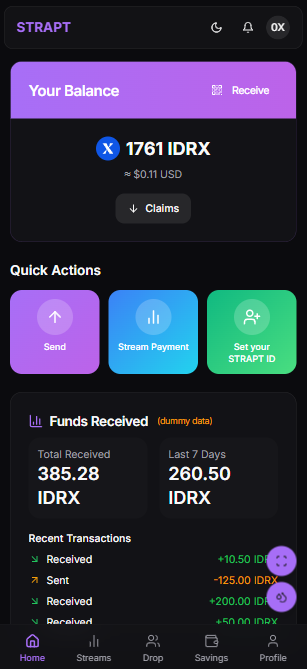 STRAPT
0X
Your Balance
Receive
X
1761 IDRX
≈ $0.11 USD
Claims
Quick Actions
Send
Stream Payment
Set your
STRAPT ID
Funds Received (dummy data)
Total Received
385.28
IDRX
Last 7 Days
260.50
IDRX
Recent Transactions
Received +10.50
Sent -125.00 IDRX
Received +200.00
Received +50.00 IDRX
Home
Streams
Drop
Savings
Profile